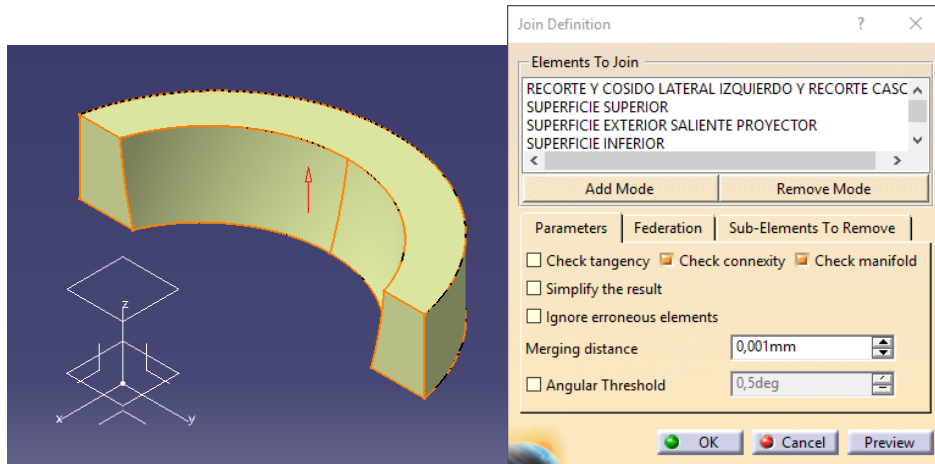 Join Definition
? ×
Elements To Join
RECORTE Y COSIDO LATERAL IZQUIERDO Y RECORTE CASC
SUPERFICIE SUPERIOR
SUPERFICIE EXTERIOR SALIENTE PROYECTOR
SUPERFICIE INFERIOR
Add Mode Remove Mode
Parameters Federation Sub-Elements To Remove
Check tangency Check connexity Check manifold
Simplify the result
Ignore erroneous elements
Merging distance 0,001mm
Angular Threshold 0,5deg
OK Cancel Preview
z
x y